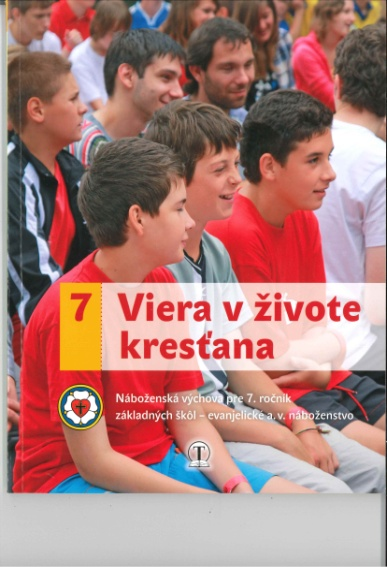 7 Viera v živote
kresťana
Náboženská výchova pre 7. ročník
základných škôl – evanjelické a. v. náboženstvo
T